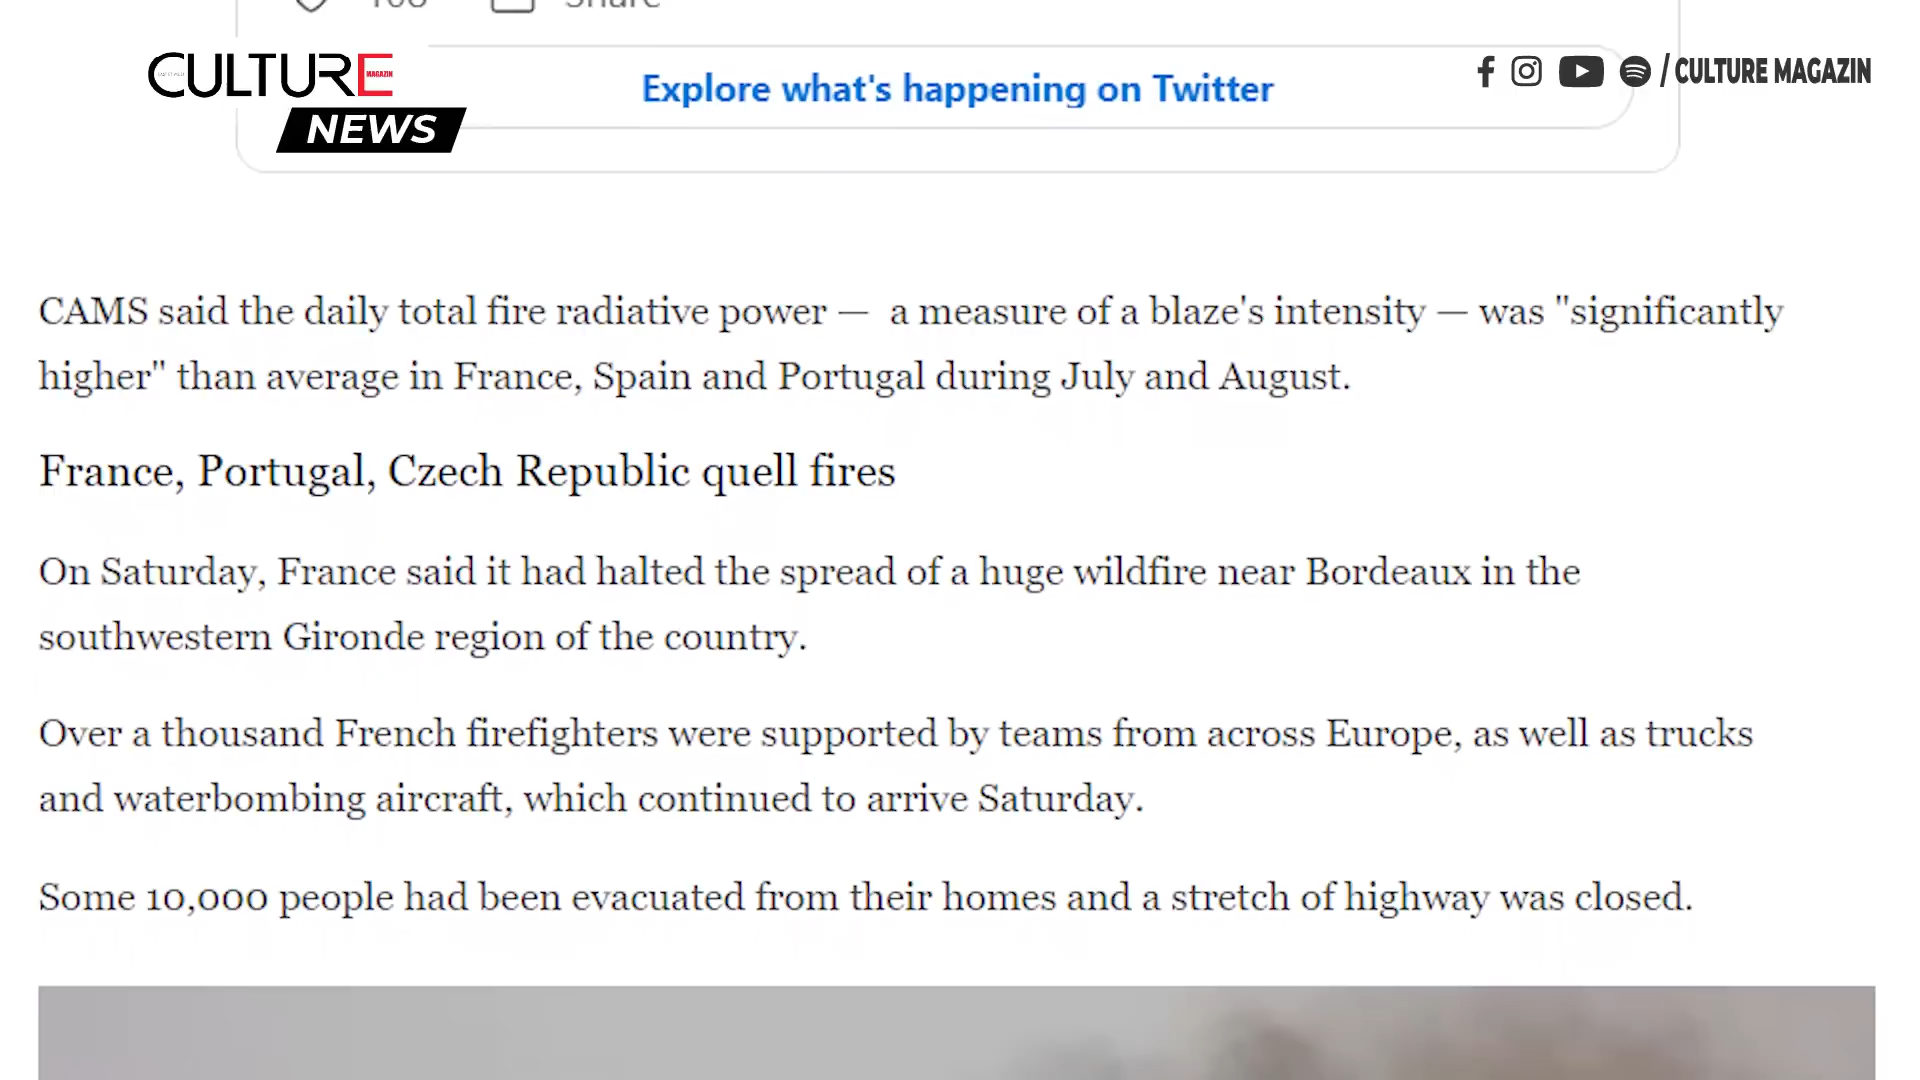 Share
CULTURE
MAGAZIN
NEWS
Explore what's happening on Twitter
/ CULTURE MAGAZIN
CAMS said the daily total fire radiative power —  a measure of a blaze's intensity — was "significantly
higher" than average in France, Spain and Portugal during July and August.
France, Portugal, Czech Republic quell fires
On Saturday, France said it had halted the spread of a huge wildfire near Bordeaux in the
southwestern Gironde region of the country.
Over a thousand French firefighters were supported by teams from across Europe, as well as trucks
and waterbombing aircraft, which continued to arrive Saturday.
Some 10,000 people had been evacuated from their homes and a stretch of highway was closed.